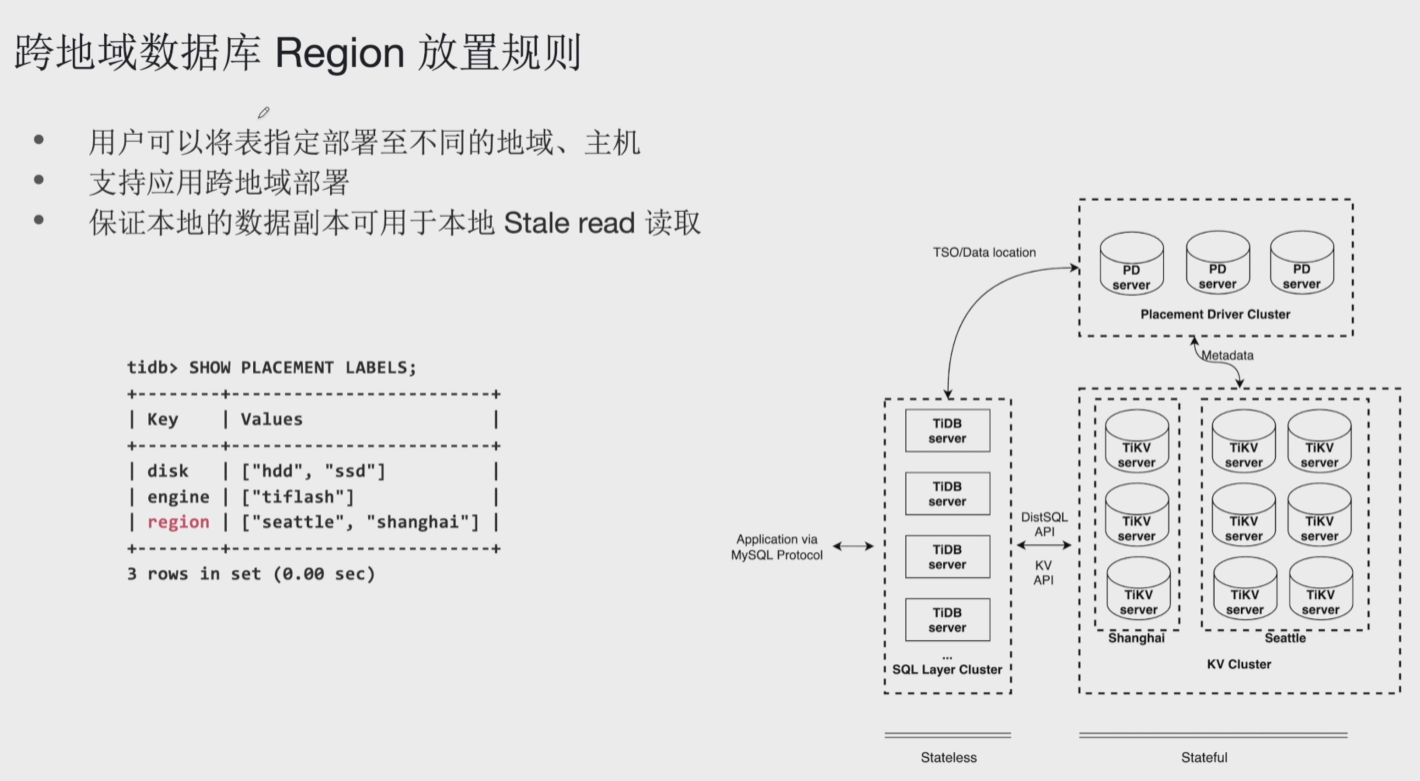 跨地域数据库 Region 放置规则
• 用户可以将表指定部署至不同的地域、主机
• 支持应用跨地域部署
• 保证本地的数据副本可用于本地 Stale read 读取
tidb> SHOW PLACEMENT LABELS;
+--------+-------------------------+
| Key | Values |
+--------+-------------------------+
| disk | ["hdd", "ssd"] |
| engine | ["tiflash"] |
| region | ["seattle", "shanghai"] |
+--------+-------------------------+
3 rows in set (0.00 sec)
TSO/Data location
PD
server
PD
server
PD
server
Placement Driver Cluster
Metadata
Application via
MySQL Protocol
TiDB
server
TiDB
server
TiDB
server
TiDB
server
...
SQL Layer Cluster
DistSQL
API
KV
API
TiKV
server
TiKV
server
TiKV
server
Shanghai
TiKV
server
TiKV
server
TiKV
server
TiKV
server
TiKV
server
TiKV
server
Seattle
KV Cluster
Stateless
Stateful